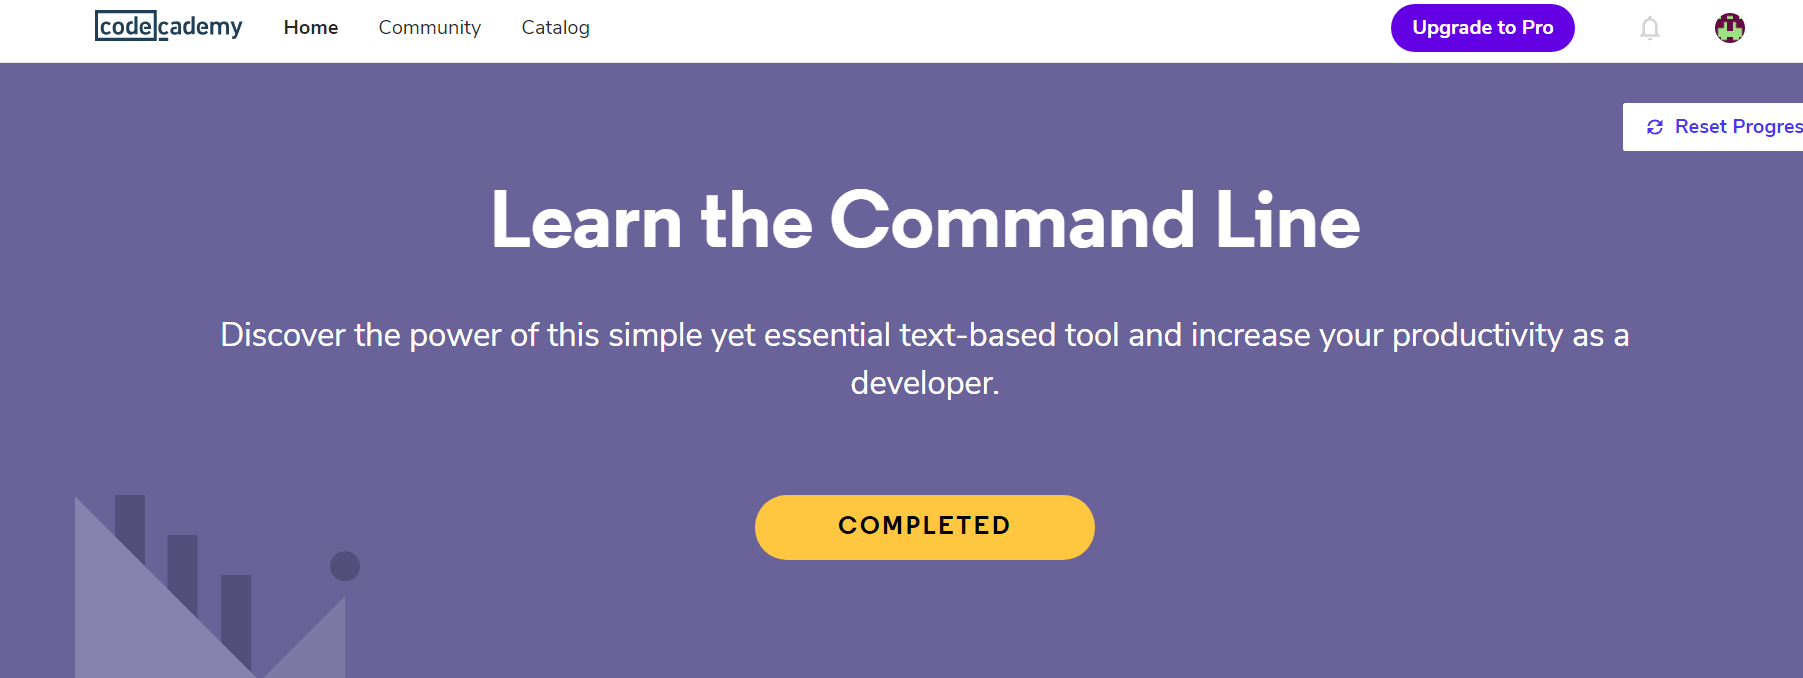 codecademy Home Community Catalog Upgrade to Pro
Reset Progres
Learn the Command Line
Discover the power of this simple yet essential text-based tool and increase your productivity as a
developer.
COMPLETED